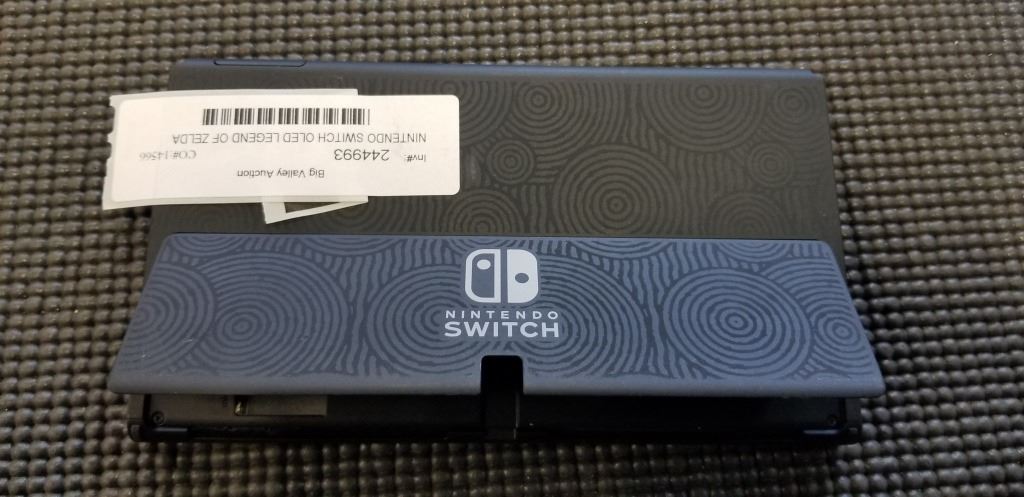 Big Valley Auction
Inv#: 244993 CO#:14566
NINTENDO SWITCH OLED LEGEND OF ZELDA
NINTENDO
SWITCH